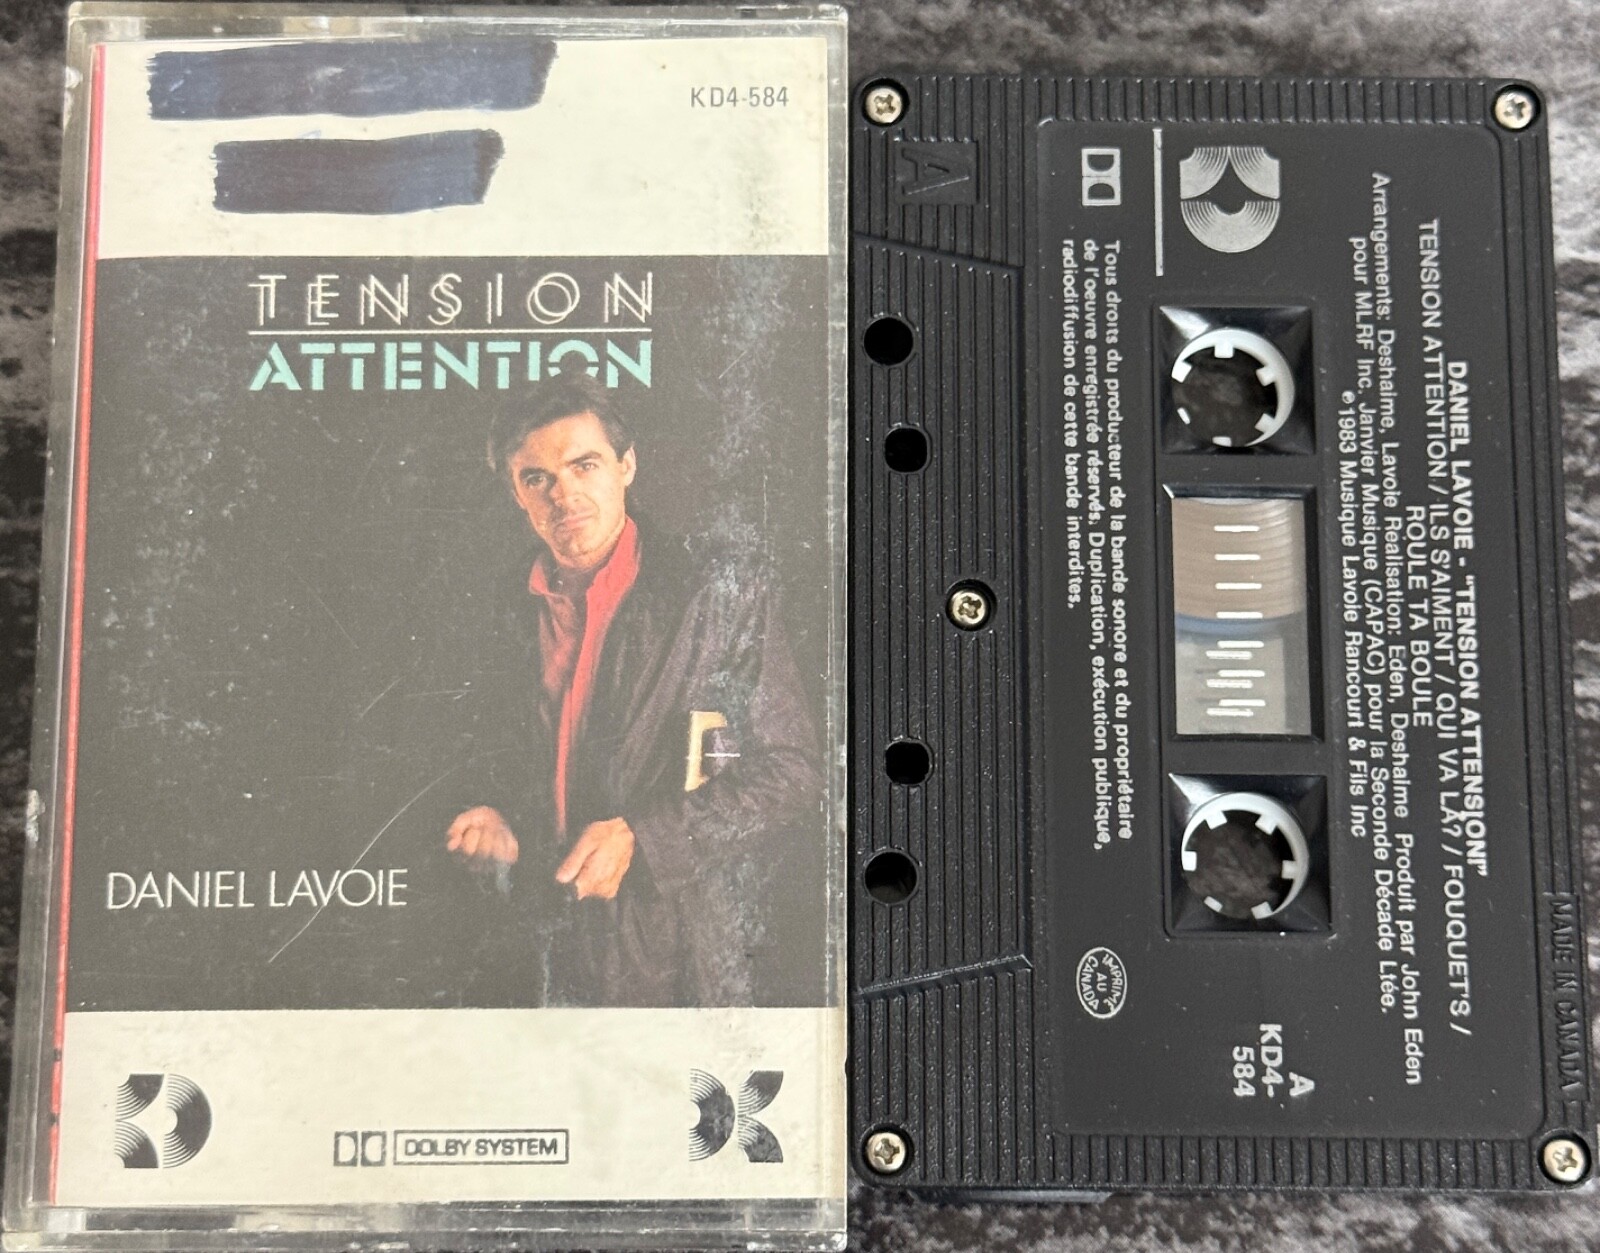 KD4-584
TENSION
ATTENTION
DANIEL LAVOIE
DOLBY SYSTEM
A
DANIEL LAVOIE - "TENSION ATTENSION!"
TENSION ATTENTION / ILS S'AIMENT / QUI VA LÀ? / FOUQUET'S /
ROULE TA BOULE
Arrangements: Deshaime, Lavoie Réalisation: Eden, Deshaime Produit par John Eden
pour MLRF Inc. Janvier Musique (CAPAC) pour la Seconde Décade Ltée.
℗1983 Musique Lavoie Rancourt & Fils Inc
A
KD4-
584
Tous droits du producteur de la bande sonore et du propriétaire
de l'oeuvre enregistrée réservés. Duplication, exécution publique,
radiodiffusion de cette bande interdites.
IMPRIMÉ
AU
CANADA
MADE IN CANADA